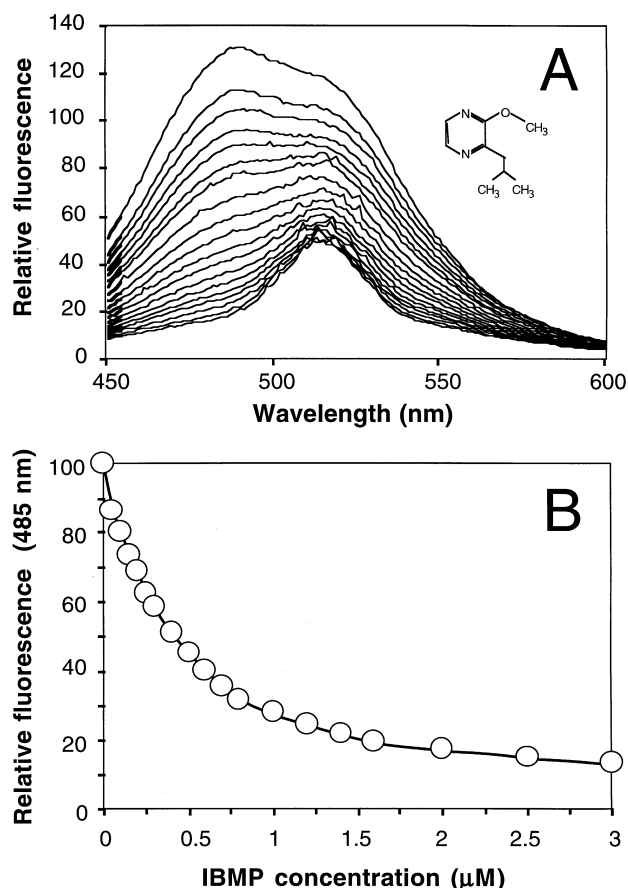 140
120
100
80
60
40
20
0
Relative fluorescence
A
N
O
CH3
N
CH3 CH3
450 500 550 600
Wavelength (nm)
100
80
60
40
20
0
Relative fluorescence (485 nm)
B
0 0.5 1 1.5 2 2.5 3
IBMP concentration (μM)